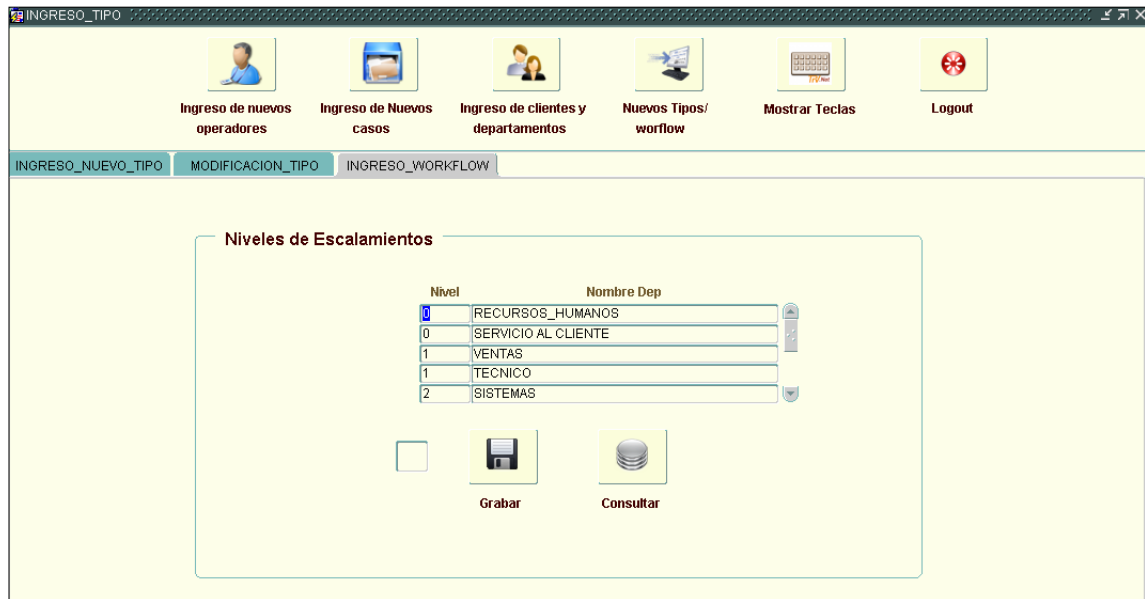 INGRESO_TIPO
Ingreso de nuevos operadores
Ingreso de Nuevos casos
Ingreso de clientes y departamentos
Nuevos Tipos/ worflow
Mostrar Teclas
Logout
INGRESO_NUEVO_TIPO MODIFICACION_TIPO INGRESO_WORKFLOW
Niveles de Escalamientos
Nivel Nombre Dep
0 RECURSOS_HUMANOS
0 SERVICIO AL CLIENTE
1 VENTAS
1 TECNICO
2 SISTEMAS
Grabar Consultar